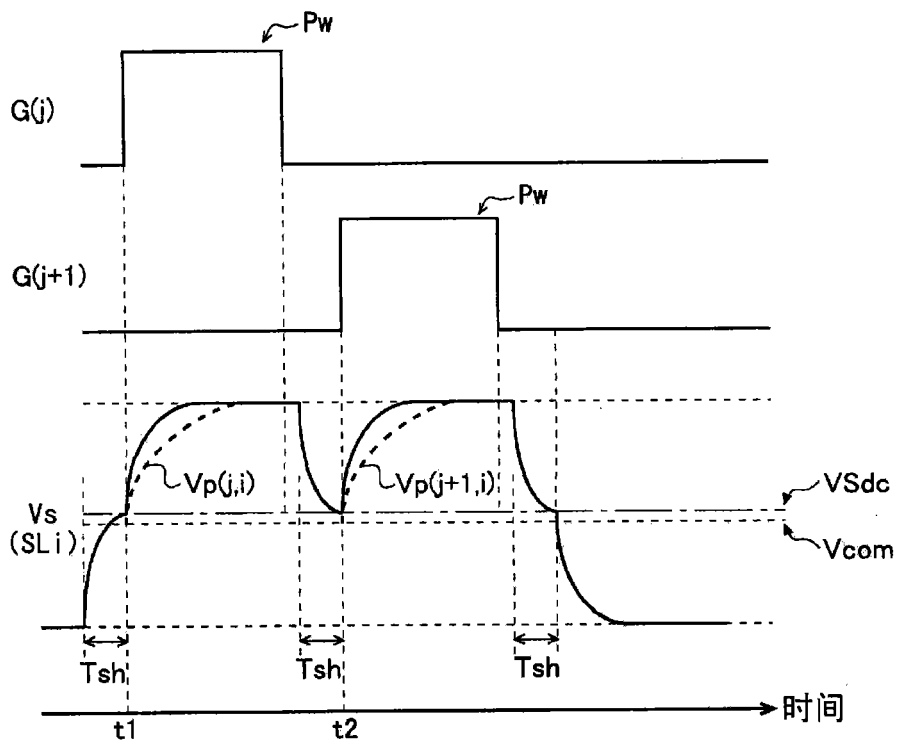 Pw
G(j)
Pw
G(j+1)
Vp(j,i)
Vp(j+1,i)
VSdc
Vs
(SLi)
Vcom
Tsh
Tsh
Tsh
时间
t1
t2